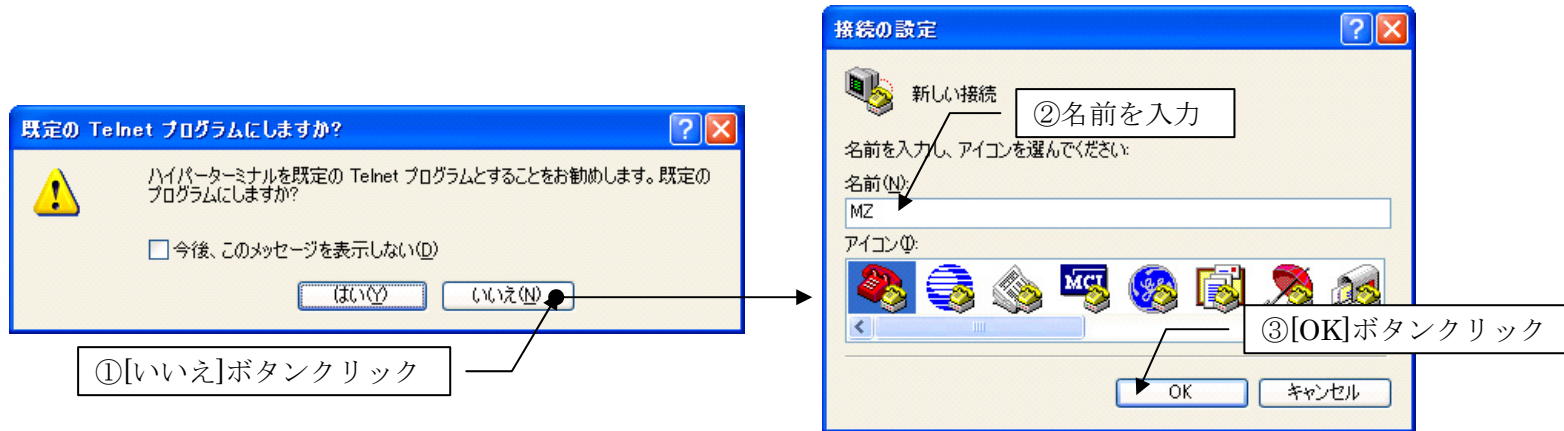 既定の Telnet プログラムにしますか?
ハイパーターミナルを既定の Telnet プログラムとすることをお勧めします。既定の
プログラムにしますか?
今後、このメッセージを表示しない(D)
はい(Y)
いいえ(N)
①[いいえ]ボタンクリック
接続の設定
新しい接続
②名前を入力
名前を入力し、アイコンを選んでください:
名前(N):
MZ
アイコン(I):
MCI
③[OK]ボタンクリック
OK
キャンセル